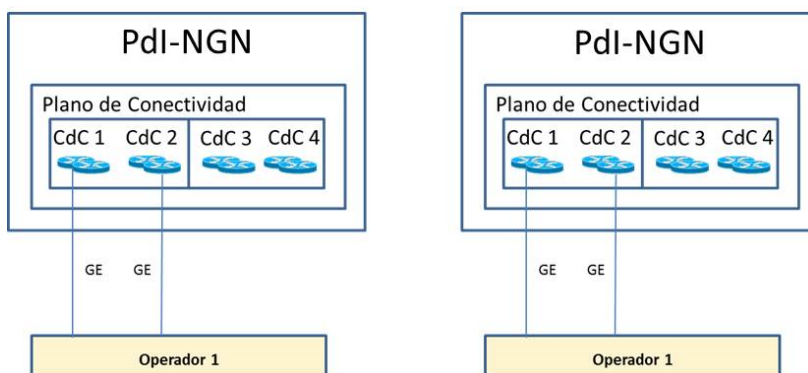 PdI-NGN
Plano de Conectividad
CdC 1 CdC 2 CdC 3 CdC 4
GE GE
Operador 1
PdI-NGN
Plano de Conectividad
CdC 1 CdC 2 CdC 3 CdC 4
GE GE
Operador 1